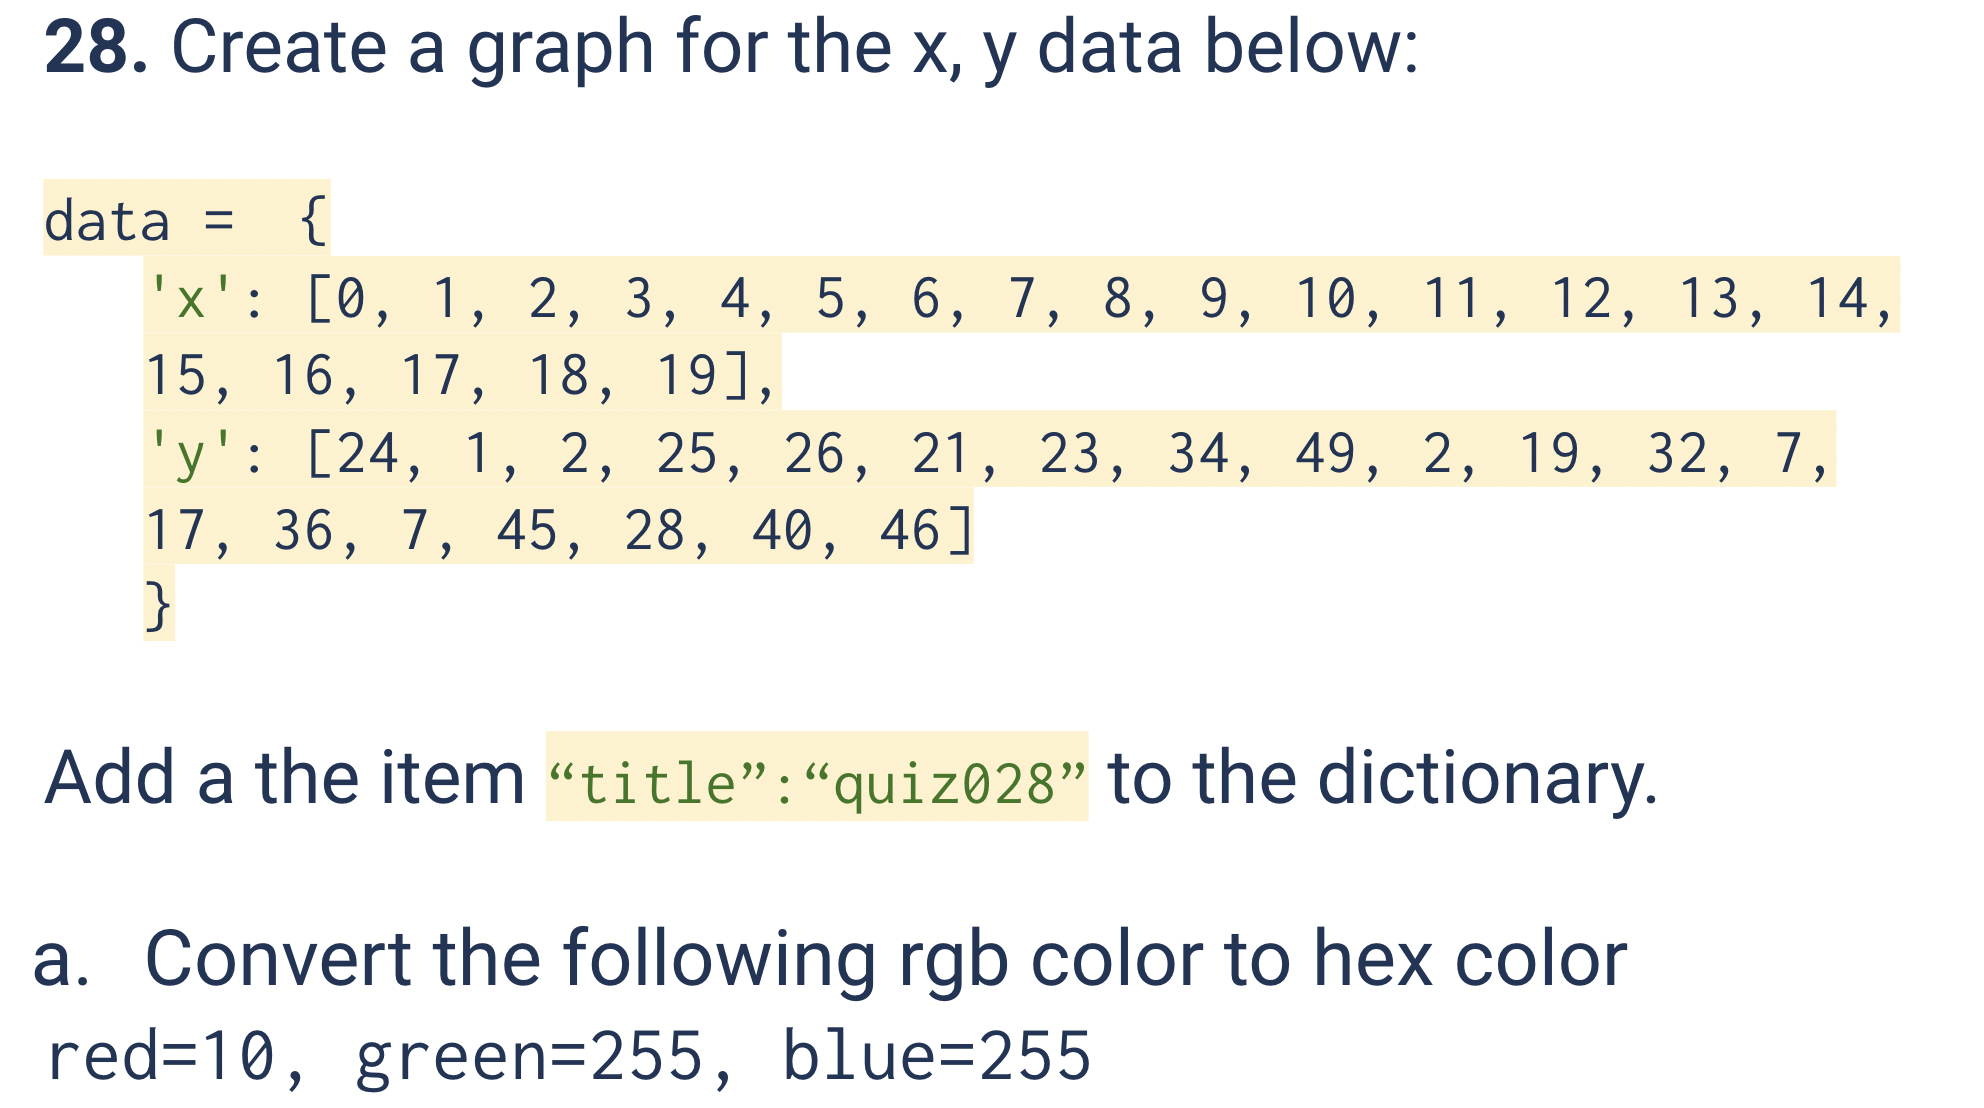 28. Create a graph for the x, y data below:
data =  {
'x': [0, 1, 2, 3, 4, 5, 6, 7, 8, 9, 10, 11, 12, 13, 14,
15, 16, 17, 18, 19],
'y': [24, 1, 2, 25, 26, 21, 23, 34, 49, 2, 19, 32, 7,
17, 36, 7, 45, 28, 40, 46]
}
Add a the item “title”:“quiz028” to the dictionary.
a. Convert the following rgb color to hex color
red=10, green=255, blue=255